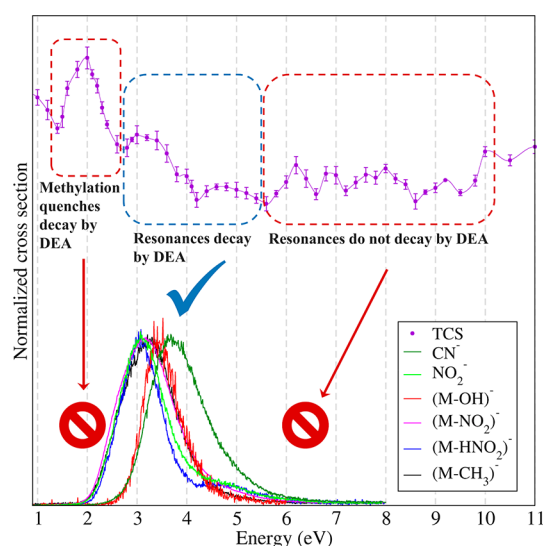 Methylation
quenches
decay by
DEA
Resonances decay
by DEA
Resonances do not decay by DEA
Normalized cross section
TCS
CN⁻
NO₂⁻
(M-OH)⁻
(M-NO₂)⁻
(M-HNO₂)⁻
(M-CH₃)⁻
1 2 3 4 5 6 7 8 9 10 11
Energy (eV)